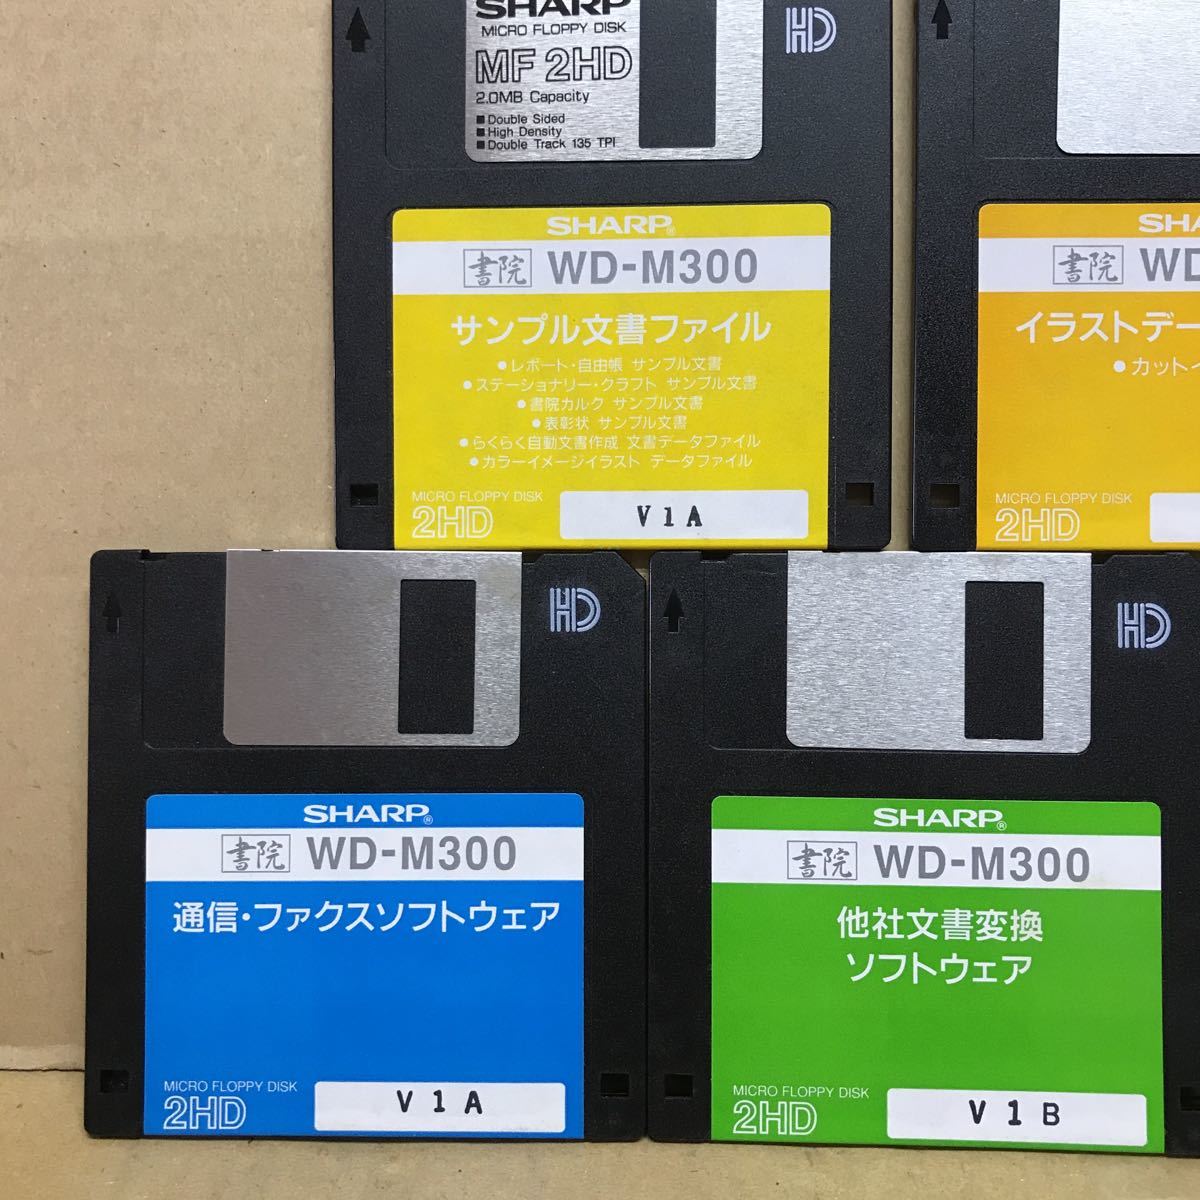 SHARP
MICRO FLOPPY DISK
MF 2HD
2.0MB Capacity
■ Double Sided
■ High Density
■ Double Track 135 TPI
HD
SHARP®
書院 WD-M300
サンプル文書ファイル
● レポート・自由帳 サンプル文書
● ステーショナリー・クラフト サンプル文書
● 書院カルク サンプル文書
● 表彰状 サンプル文書
● らくらく自動文書作成 文書データファイル
● カラーイメージイラスト データファイル
MICRO FLOPPY DISK
2HD
V1A
SHA
書院 WD
イラストデー
● カット
MICRO FLOPPY DISK
2HD
HD
SHARP®
書院 WD-M300
通信・ファクスソフトウェア
MICRO FLOPPY DISK
2HD
V 1 A
HD
SHARP®
書院 WD-M300
他社文書変換
ソフトウェア
MICRO FLOPPY DISK
2HD
V 1 B